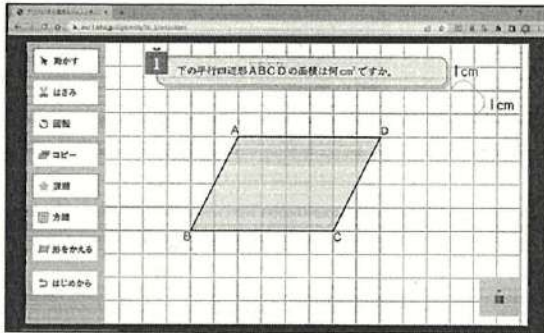 1
下の平行四辺形ABCDの面積は何cm²ですか。
1cm
1cm
動かす
はさみ
回転
コピー
方眼
形をかえる
はじめから
A
D
B
C